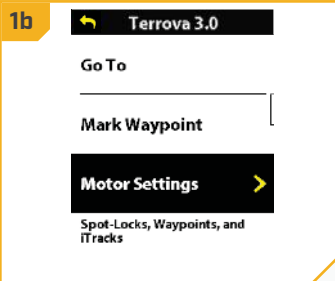 1b
Terrova 3.0
Go To
Mark Waypoint
Motor Settings
Spot-Locks, Waypoints, and
iTracks